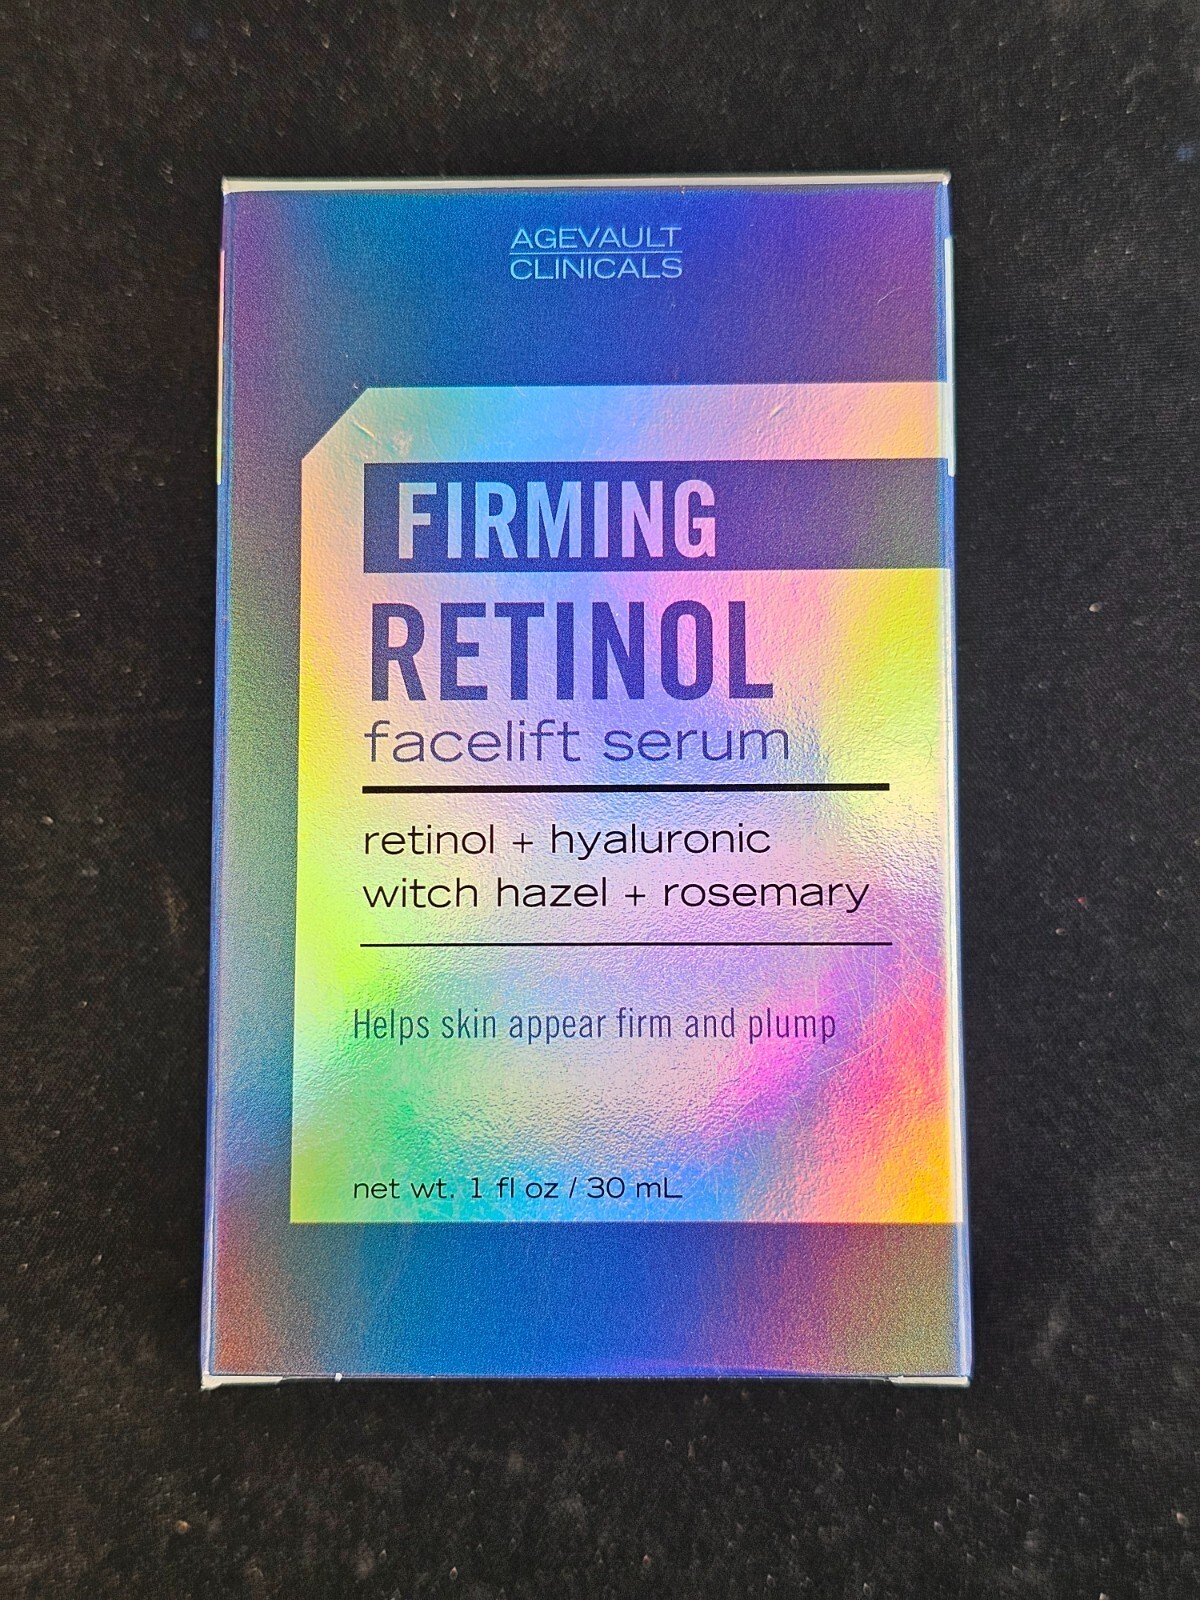 AGEVAULT
CLINICALS
FIRMING
RETINOL
facelift serum
retinol + hyaluronic
witch hazel + rosemary
Helps skin appear firm and plump
net wt. 1 fl oz / 30 mL